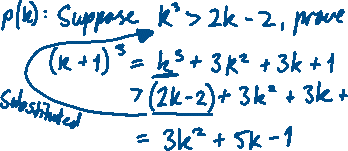 p(k): Suppose k³ > 2k - 2, prove
(k+1)³ = k³ + 3k² + 3k + 1
> (2k-2) + 3k² + 3k +
Substituted
= 3k² + 5k - 1